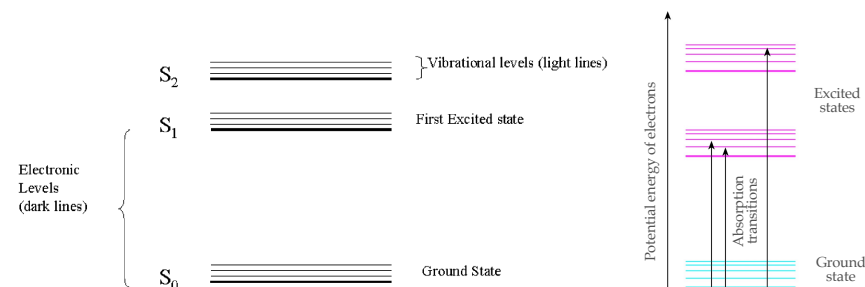 S2
Vibrational levels (light lines)
S1
First Excited state
Electronic
Levels
(dark lines)
S0
Ground State
Potential energy of electrons
Absorption
transitions
Excited
states
Ground
state